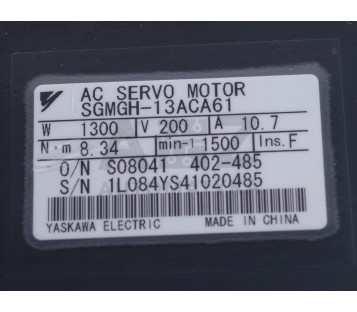 AC SERVO MOTOR
SGMGH-13ACA61
W 1300 V 200 A 10.7
N·m 8.34 min-1 1500 Ins. F
O/N S08041 402-485
S/N 1L084YS41020485
YASKAWA ELECTRIC MADE IN CHINA